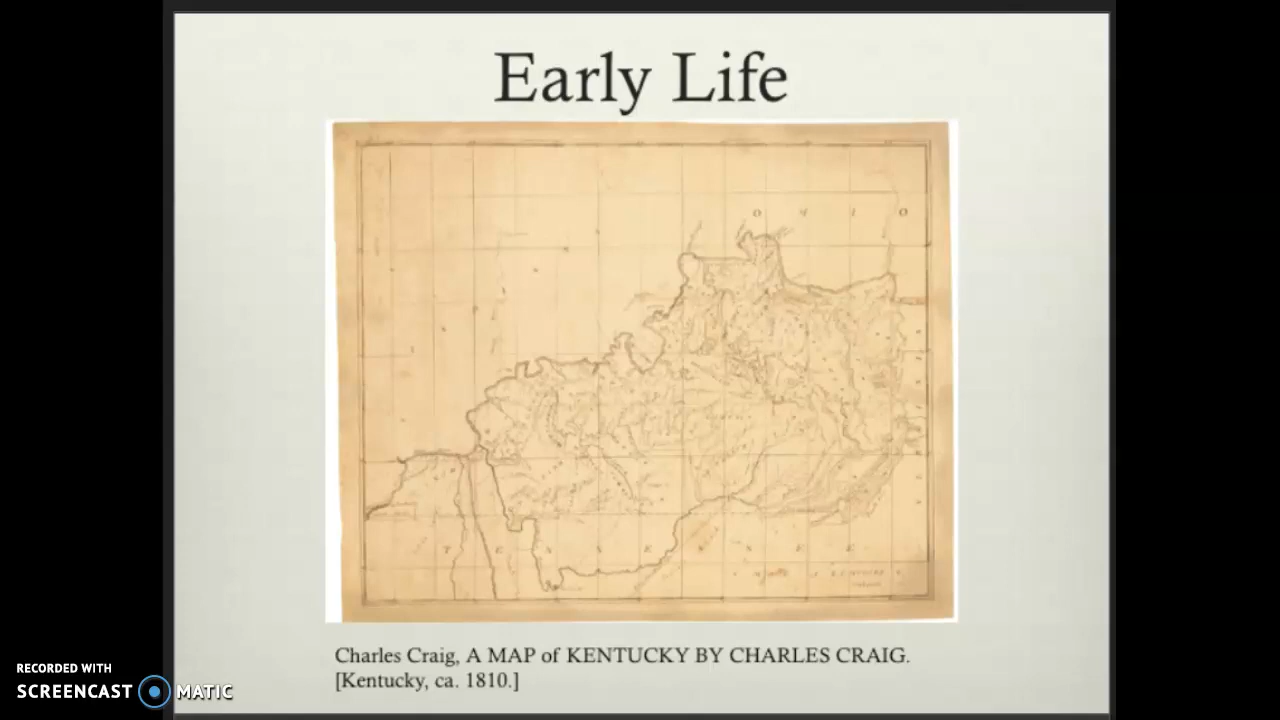 Early Life
O H I O
T E N N E S S E E
Charles Craig, A MAP of KENTUCKY BY CHARLES CRAIG.
[Kentucky, ca. 1810.]
RECORDED WITH
SCREENCAST MATIC